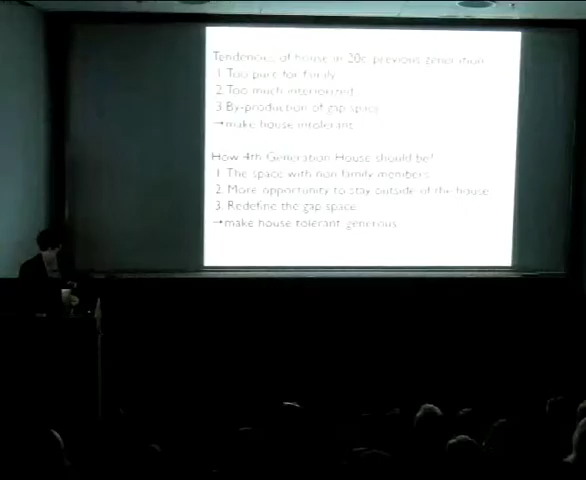 Tendencies of house in 20c previous generation
1 Too pure for family
2 Too much interiorized
3 By-production of gap space
→make house intolerant
How 4th Generation House should be?
1 The space with non family members
2. More opportunity to stay outside of the house
3. Redefine the gap space
→make house tolerant generous